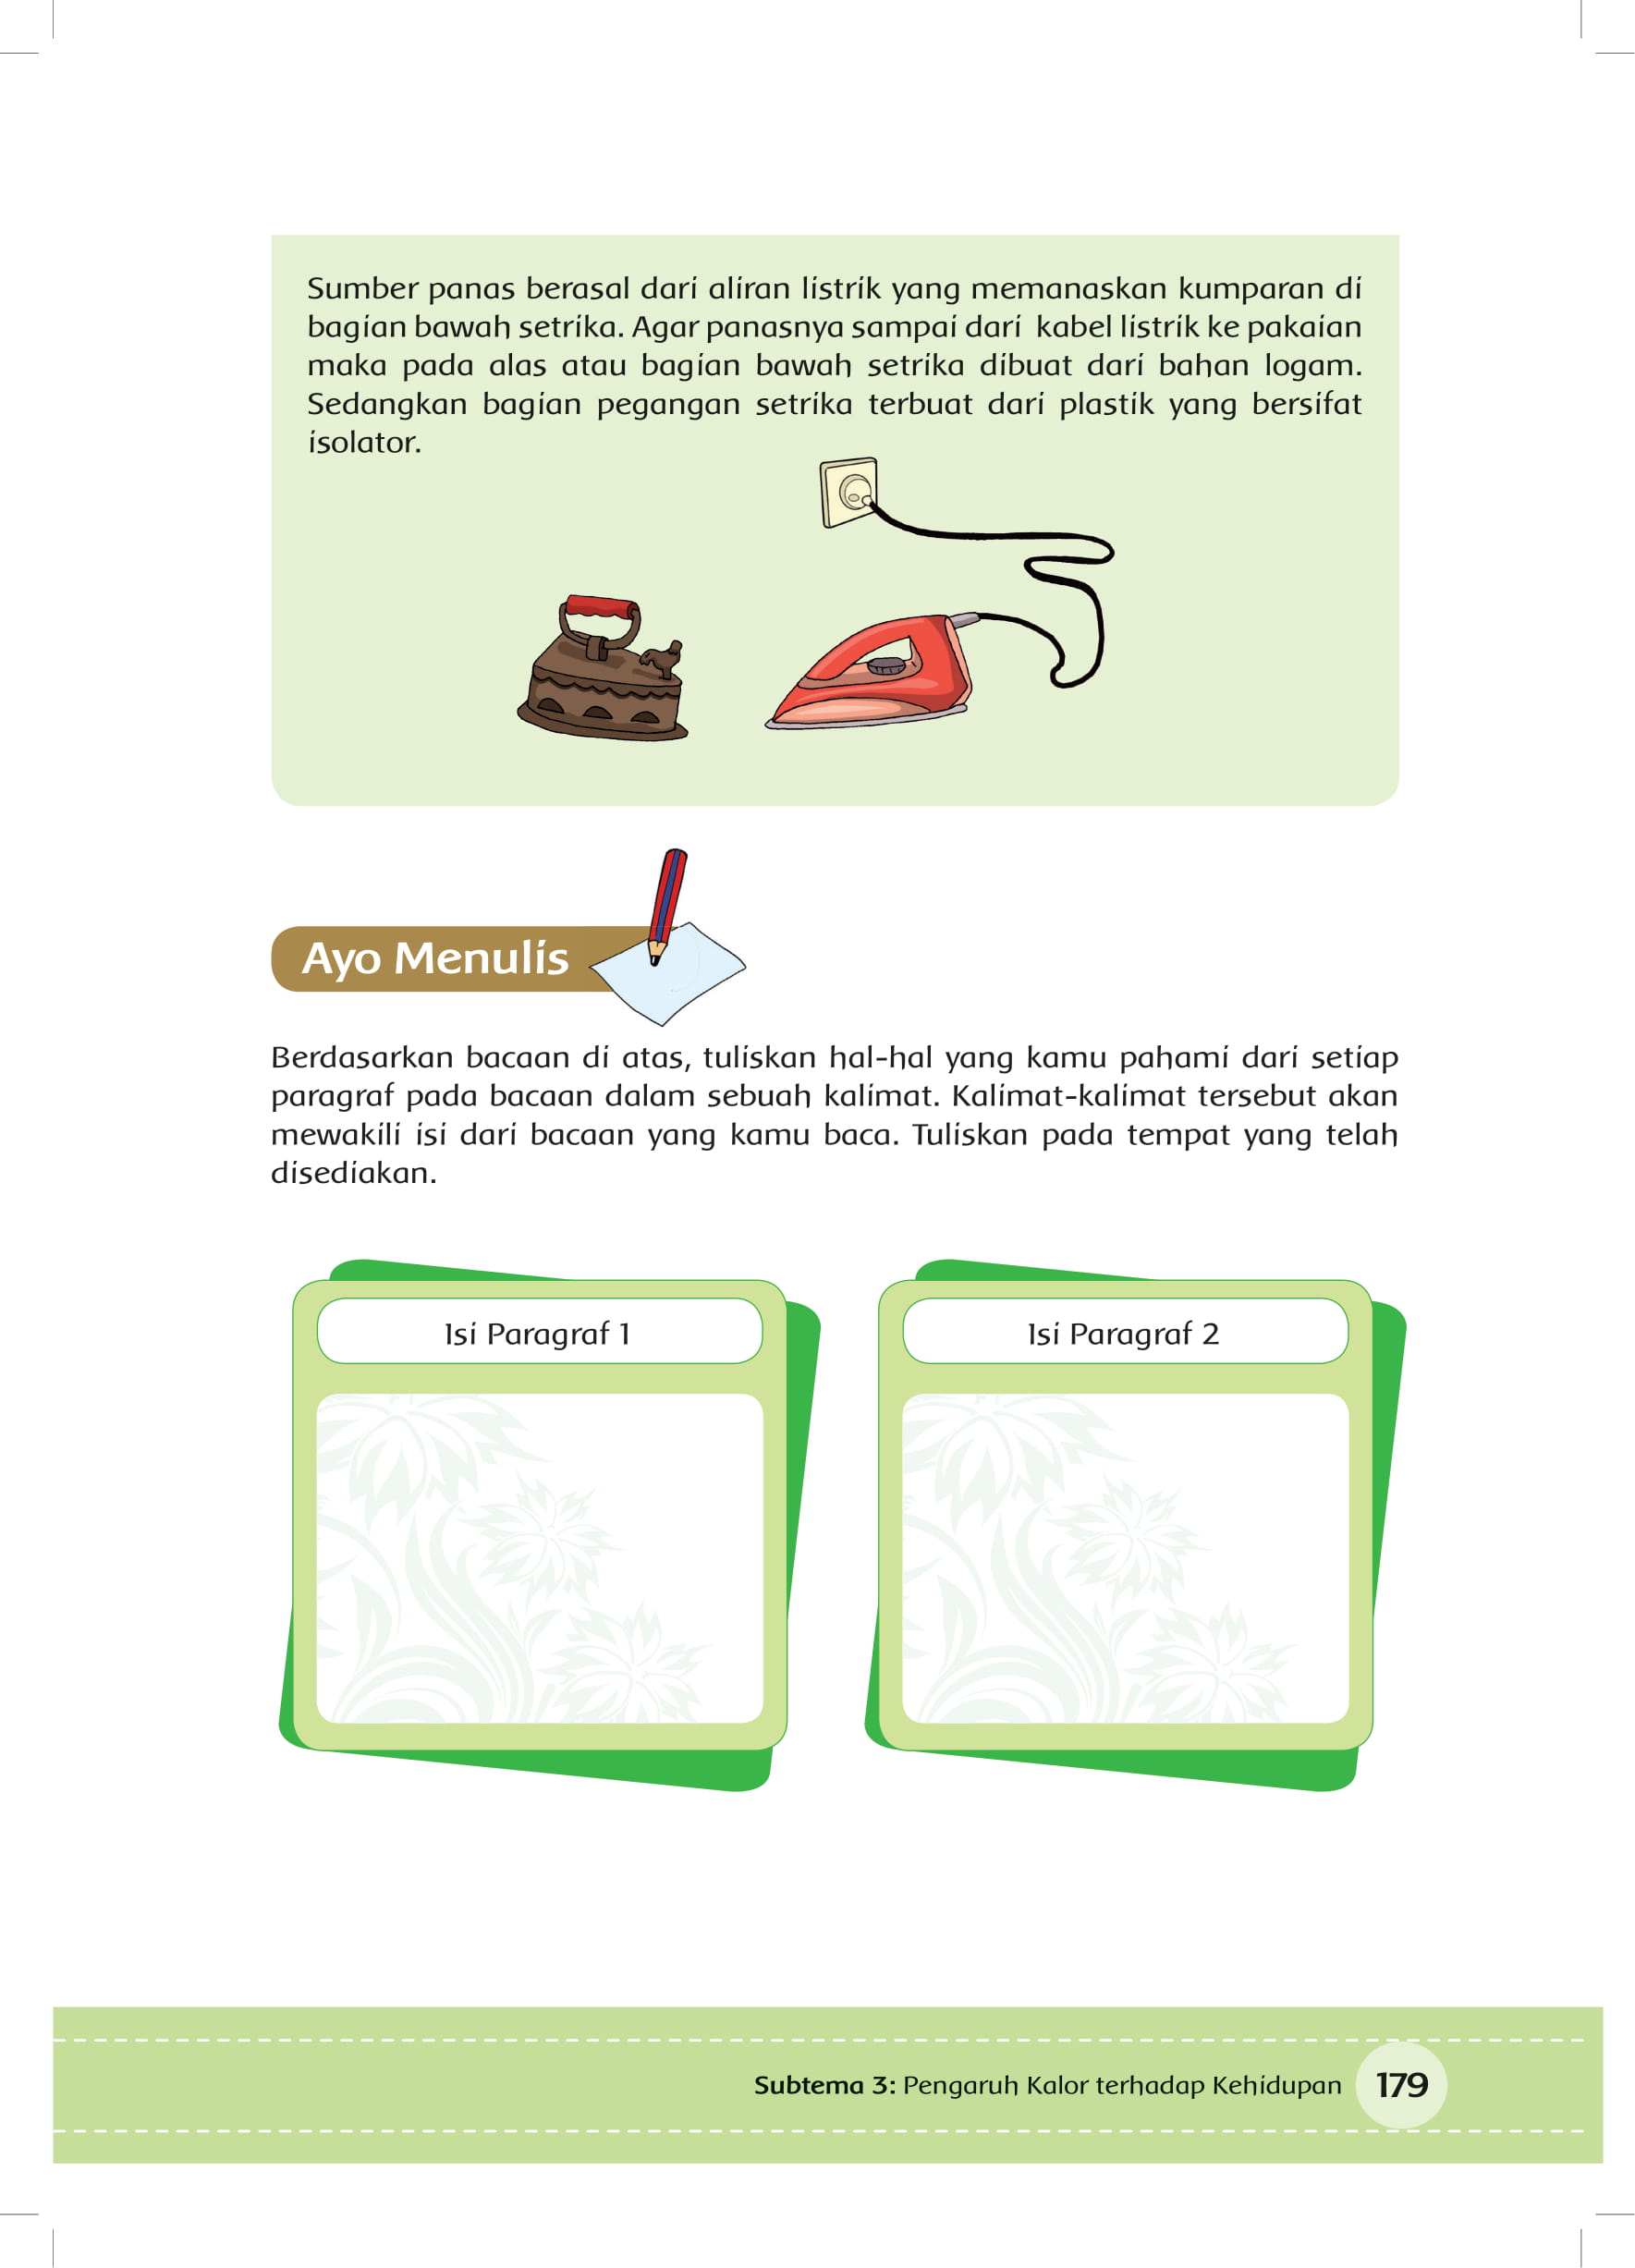 Sumber panas berasal dari aliran listrik yang memanaskan kumparan di
bagian bawah setrika. Agar panasnya sampai dari kabel listrik ke pakaian
maka pada alas atau bagian bawah setrika dibuat dari bahan logam.
Sedangkan bagian pegangan setrika terbuat dari plastik yang bersifat
isolator.
Ayo Menulis
Berdasarkan bacaan di atas, tuliskan hal-hal yang kamu pahami dari setiap
paragraf pada bacaan dalam sebuah kalimat. Kalimat-kalimat tersebut akan
mewakili isi dari bacaan yang kamu baca. Tuliskan pada tempat yang telah
disediakan.
Isi Paragraf 1
Isi Paragraf 2
Subtema 3: Pengaruh Kalor terhadap Kehidupan 179